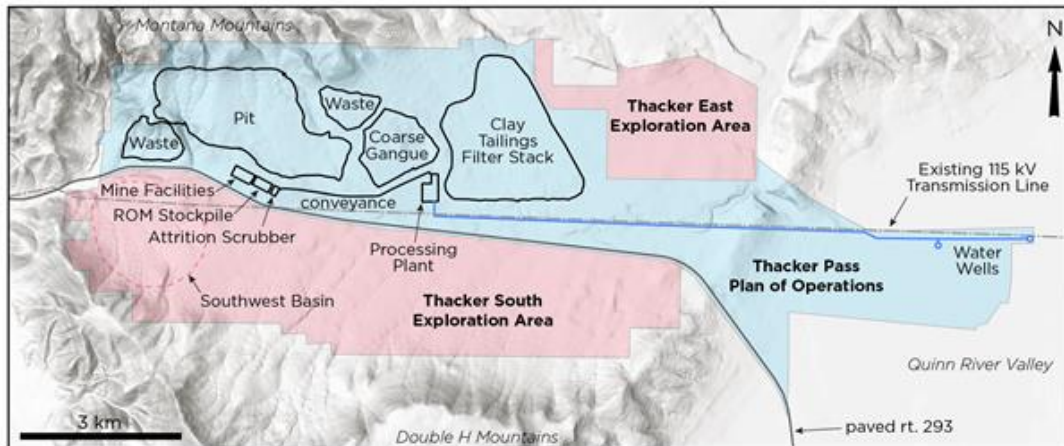 Montana Mountains
N
Thacker East
Exploration Area
Waste
Pit
Coarse
Gangue
Clay
Tailings
Filter Stack
Waste
Existing 115 kV
Transmission Line
Mine Facilities
conveyance
ROM Stockpile
Attrition Scrubber
Processing
Plant
Water
Wells
Thacker Pass
Plan of Operations
Southwest Basin
Thacker South
Exploration Area
Quinn River Valley
3 km
Double H Mountains
paved rt. 293